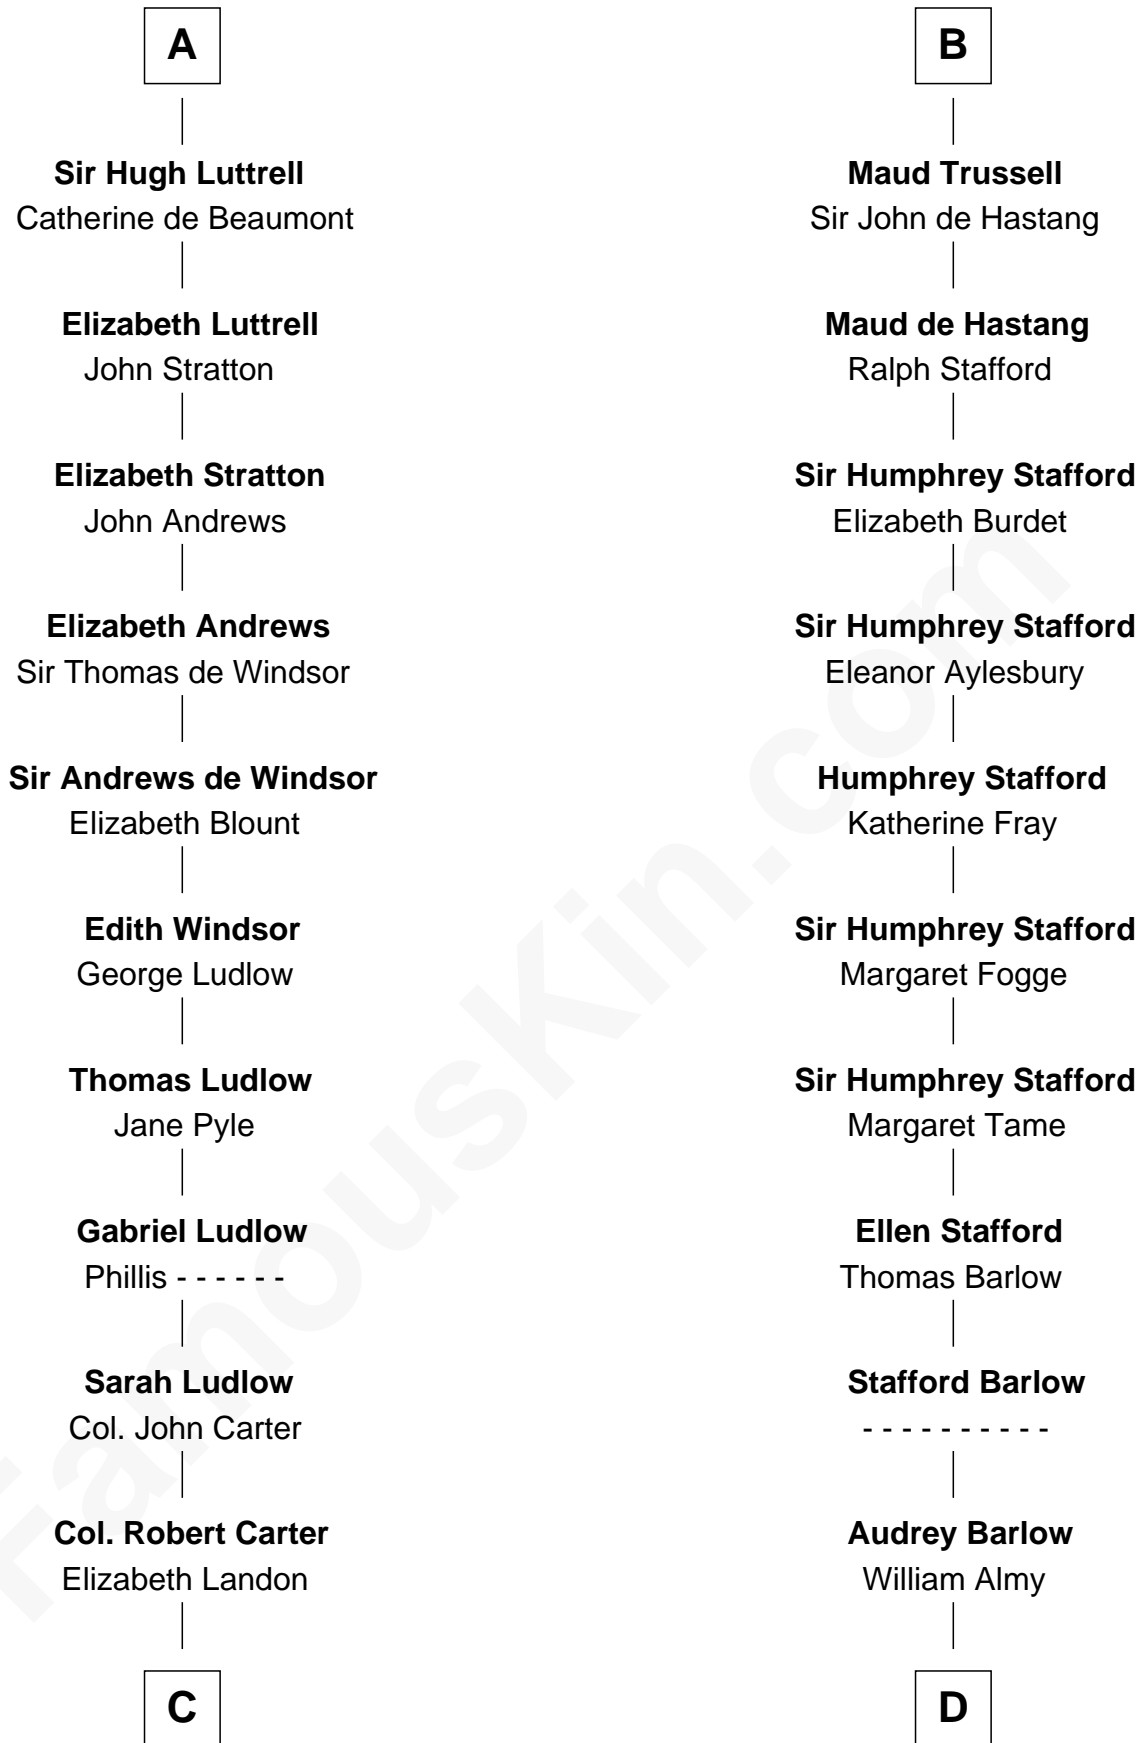 A
Sir Hugh Luttrell
Catherine de Beaumont
Elizabeth Luttrell
John Stratton
Elizabeth Stratton
John Andrews
Elizabeth Andrews
Sir Thomas de Windsor
Sir Andrews de Windsor
Elizabeth Blount
Edith Windsor
George Ludlow
Thomas Ludlow
Jane Pyle
Gabriel Ludlow
Phillis - - - - - -
Sarah Ludlow
Col. John Carter
Col. Robert Carter
Elizabeth Landon
C
B
Maud Trussell
Sir John de Hastang
Maud de Hastang
Ralph Stafford
Sir Humphrey Stafford
Elizabeth Burdet
Sir Humphrey Stafford
Eleanor Aylesbury
Humphrey Stafford
Katherine Fray
Sir Humphrey Stafford
Margaret Fogge
Sir Humphrey Stafford
Margaret Tame
Ellen Stafford
Thomas Barlow
Stafford Barlow
- - - - - - - - - -
Audrey Barlow
William Almy
D
FamousKin.com